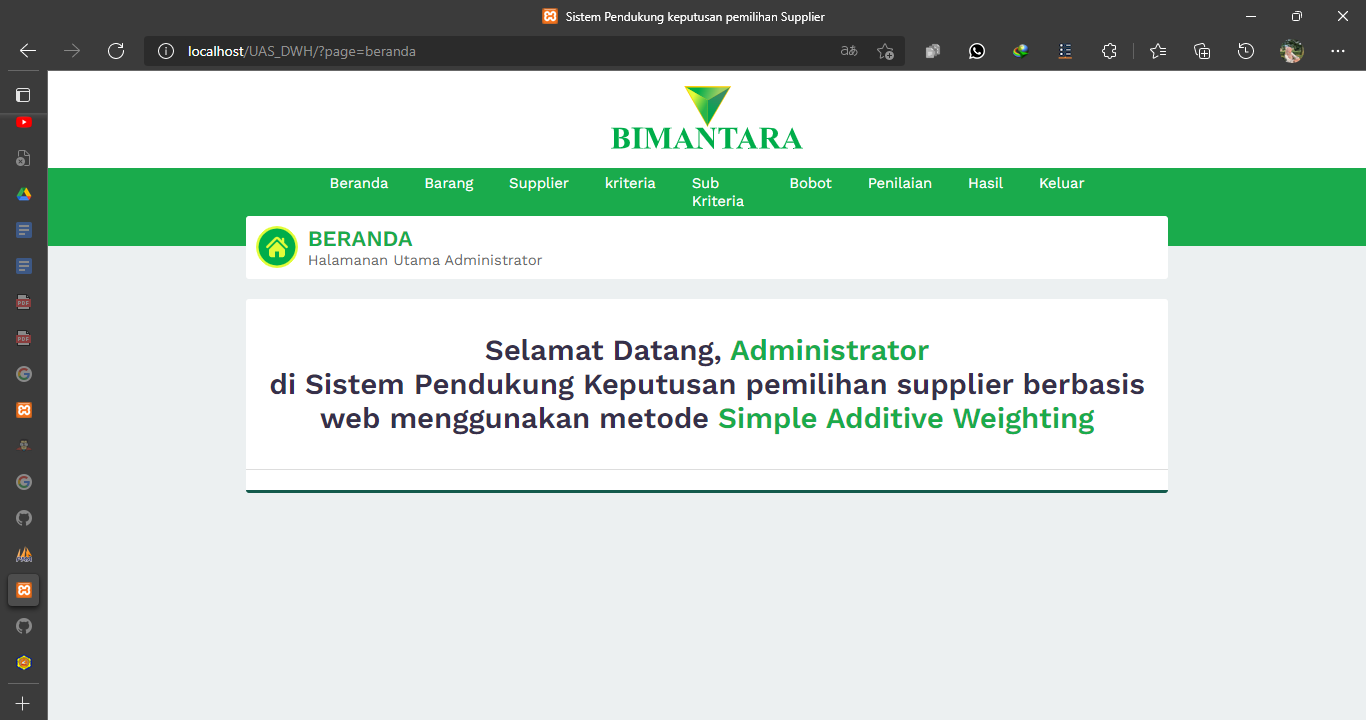 Sistem Pendukung keputusan pemilihan Supplier
localhost/UAS_DWH/?page=beranda
BIMANTARA
Beranda Barang Supplier kriteria Sub Kriteria Bobot Penilaian Hasil Keluar
BERANDA
Halamanan Utama Administrator
Selamat Datang, Administrator
di Sistem Pendukung Keputusan pemilihan supplier berbasis
web menggunakan metode Simple Additive Weighting